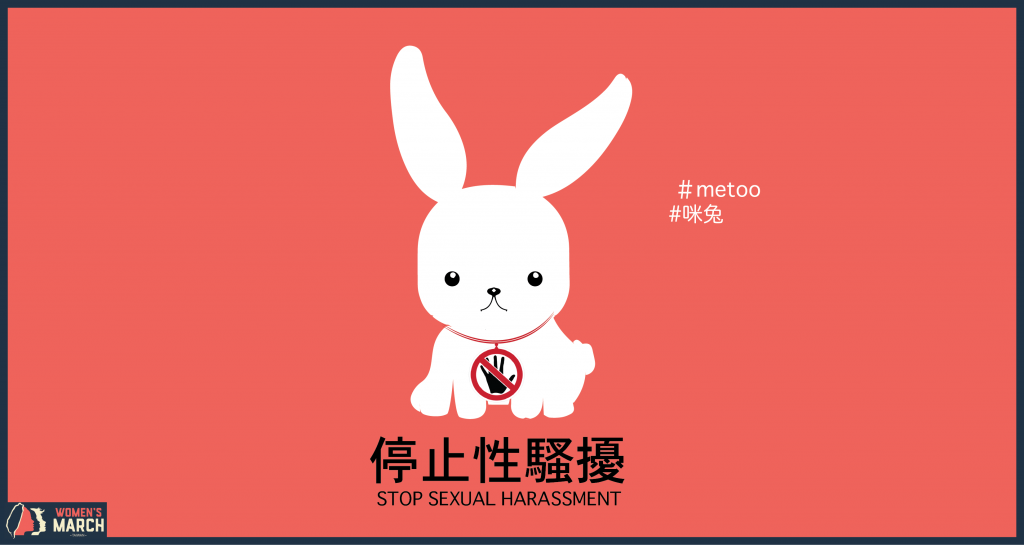 #metoo
#咪兔
停止性騷擾
STOP SEXUAL HARASSMENT
WOMEN'S
MARCH